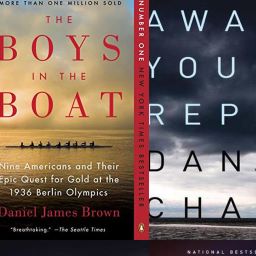 MORE THAN ONE MILLION SOLD
THE
BOYS
IN THE
BOAT
Nine Americans and Their
Epic Quest for Gold at the
1936 Berlin Olympics
Daniel James Brown
"Breathtaking." —The Seattle Times
NUMBER ONE NEW YORK TIMES BESTSELLER
AWA
YOU
REP
DAN
CHA
NATIONAL BESTS